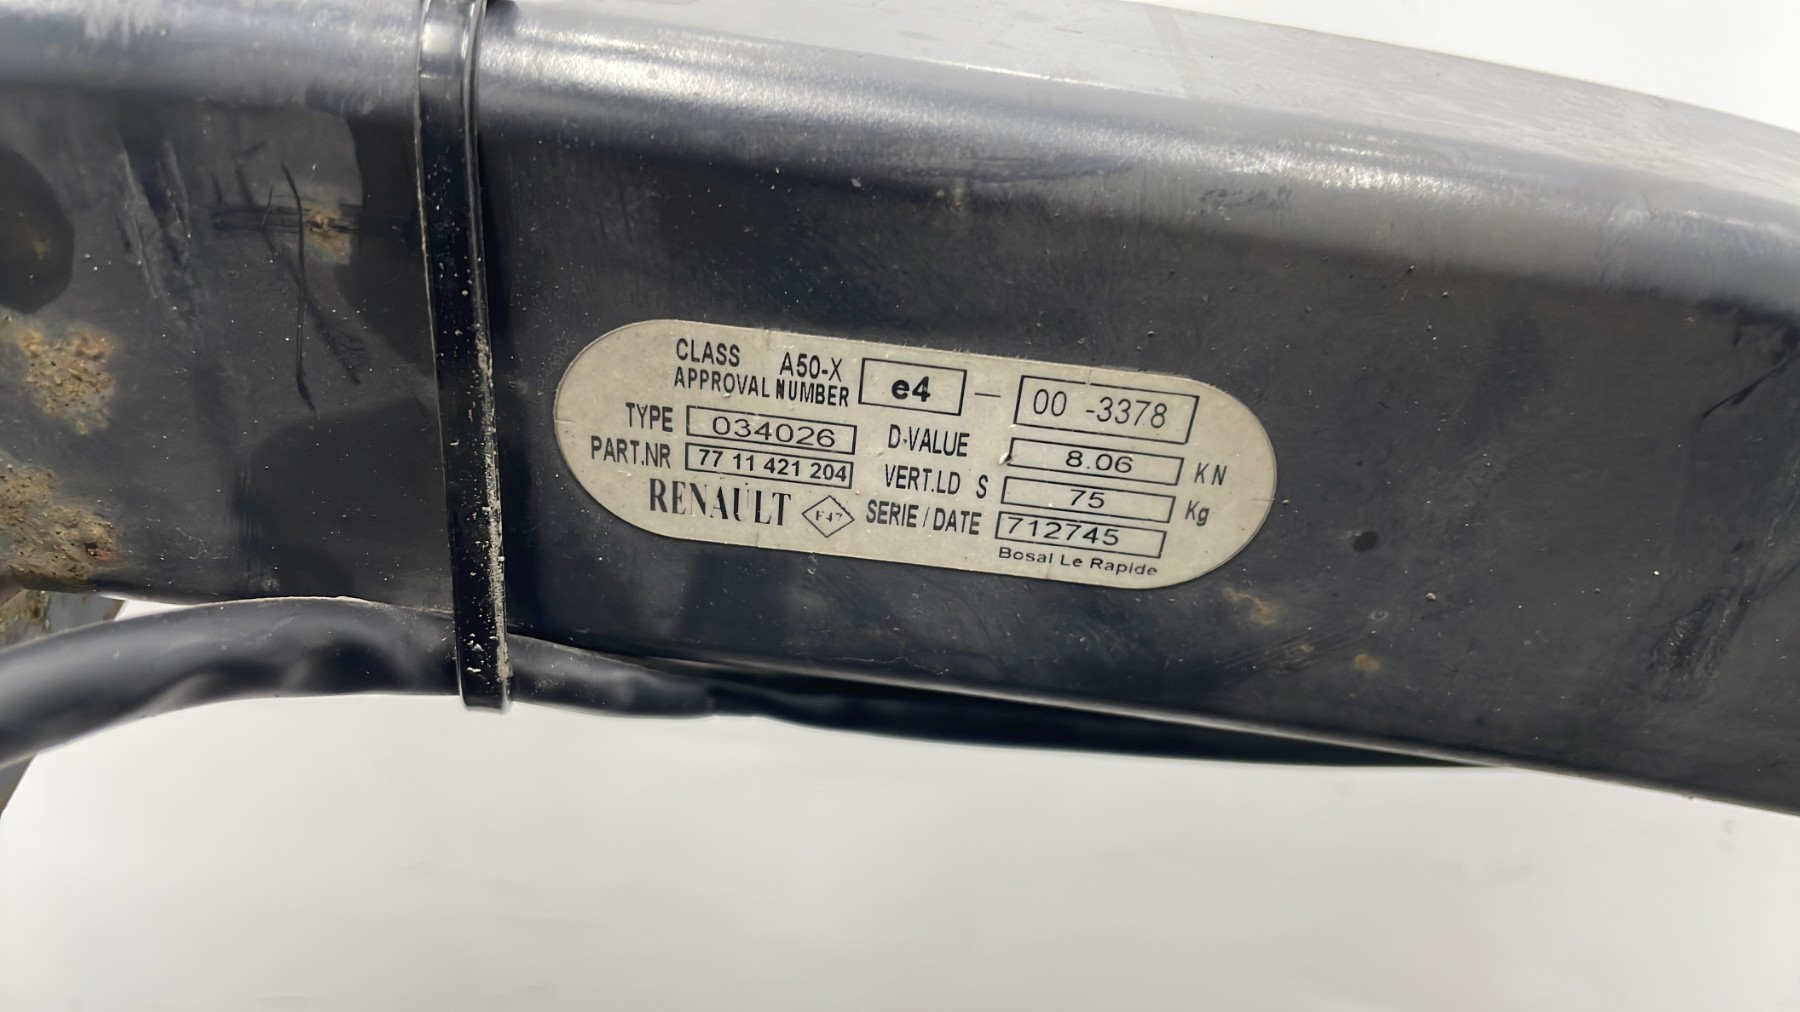 CLASS A50-X
APPROVAL NUMBER e4 - 00 -3378
TYPE 034026 D-VALUE 8.06 KN
PART.NR 77 11 421 204 VERT.LD S 75 Kg
RENAULT F47 SERIE / DATE 712745
Bosal Le Rapide